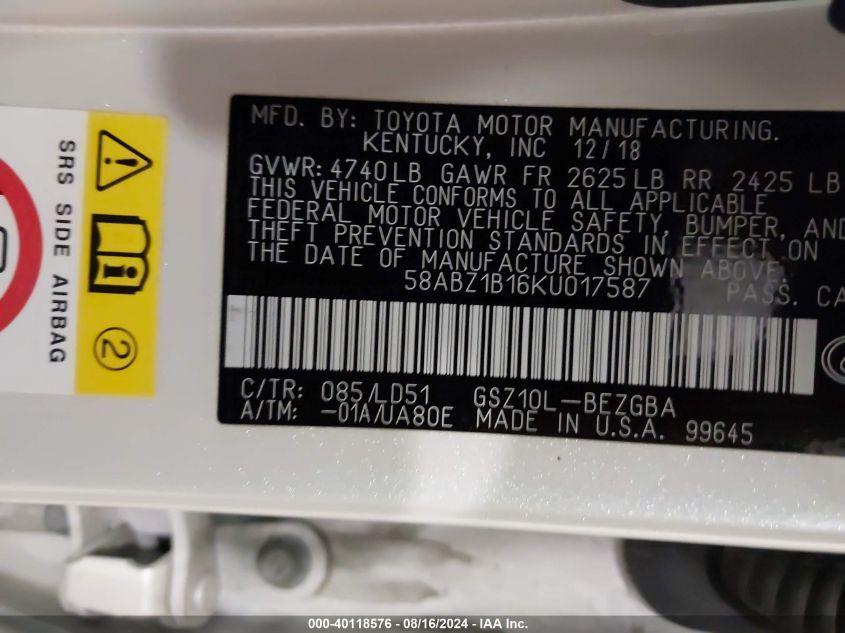 SRS SIDE AIRBAG
2
MFD. BY: TOYOTA MOTOR MANUFACTURING.
KENTUCKY, INC 12/18
GVWR: 4740LB GAWR FR 2625LB RR 2425 LB
THIS VEHICLE CONFORMS TO ALL APPLICABLE
FEDERAL MOTOR VEHICLE SAFETY, BUMPER, AND
THEFT PREVENTION STANDARDS IN EFFECT ON
THE DATE OF MANUFACTURE SHOWN ABOVE.
58ABZ1B16KU017587 PASS. CA
C/TR: 085/LD51 GSZ10L-BEZGBA
A/TM: -01A/UA80E MADE IN U.S.A. 99645
000-40118576 - 08/16/2024 - IAA Inc.